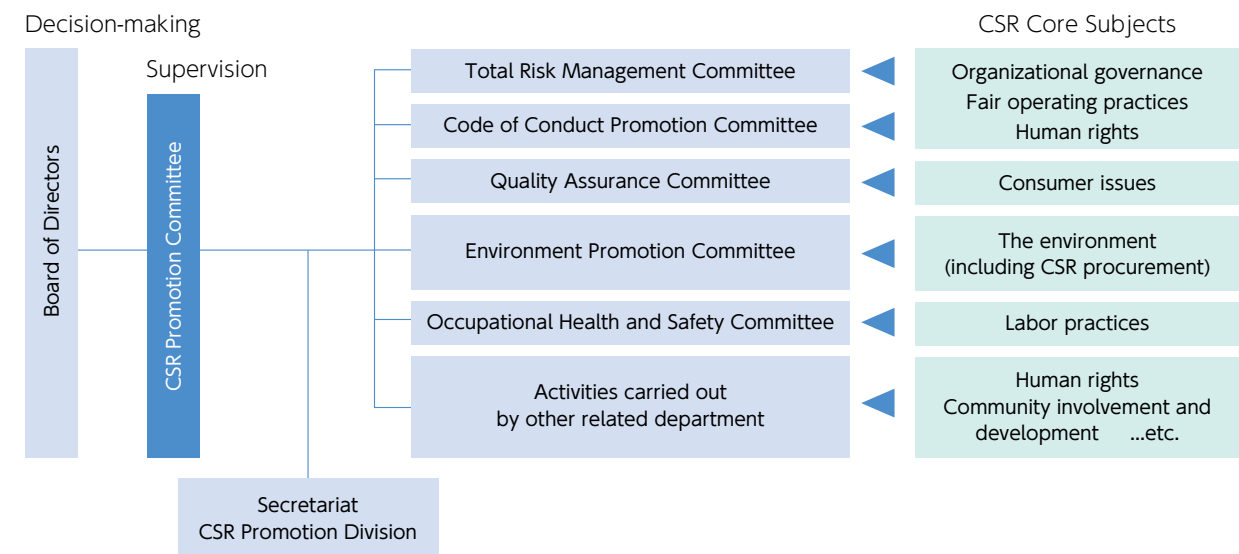 Decision-making
Supervision
CSR Core Subjects
Board of Directors
CSR Promotion Committee
Total Risk Management Committee
Code of Conduct Promotion Committee
Quality Assurance Committee
Environment Promotion Committee
Occupational Health and Safety Committee
Activities carried out
by other related department
Organizational governance
Fair operating practices
Human rights
Consumer issues
The environment
(including CSR procurement)
Labor practices
Human rights
Community involvement and
development ...etc.
Secretariat
CSR Promotion Division